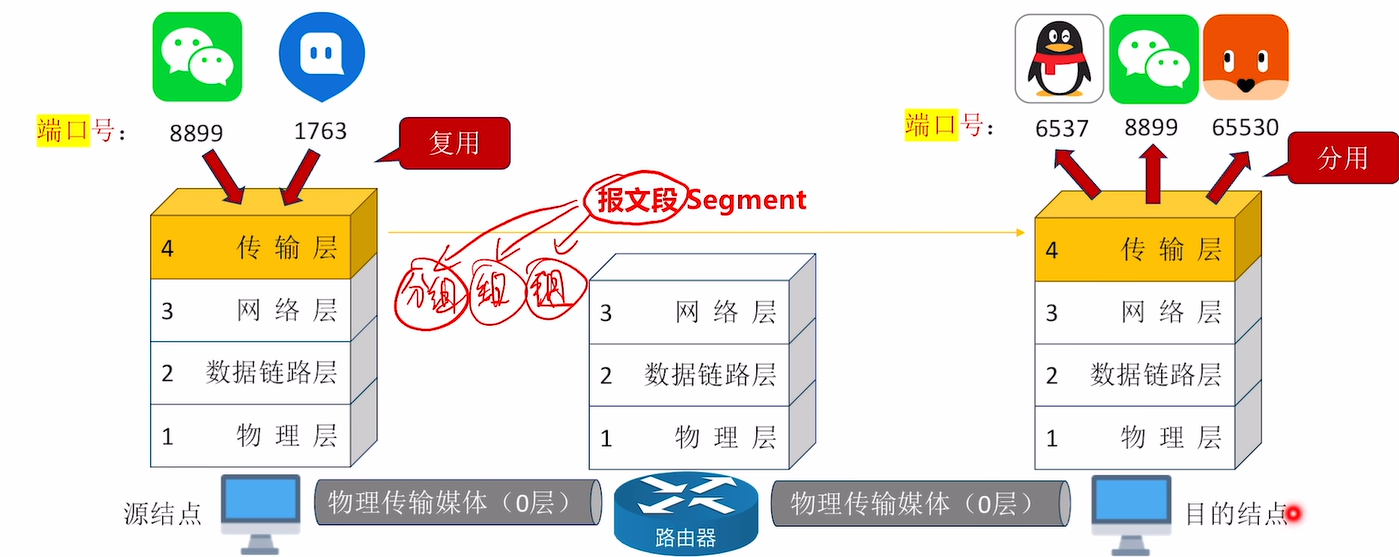 端口号：
8899
1763
复用
端口号：
6537
8899
65530
分用
报文段 Segment
分组
4 传输层
3 网络层
2 数据链路层
1 物理层
3 网络层
2 数据链路层
1 物理层
4 传输层
3 网络层
2 数据链路层
1 物理层
源结点
物理传输媒体（0层）
路由器
物理传输媒体（0层）
目的结点